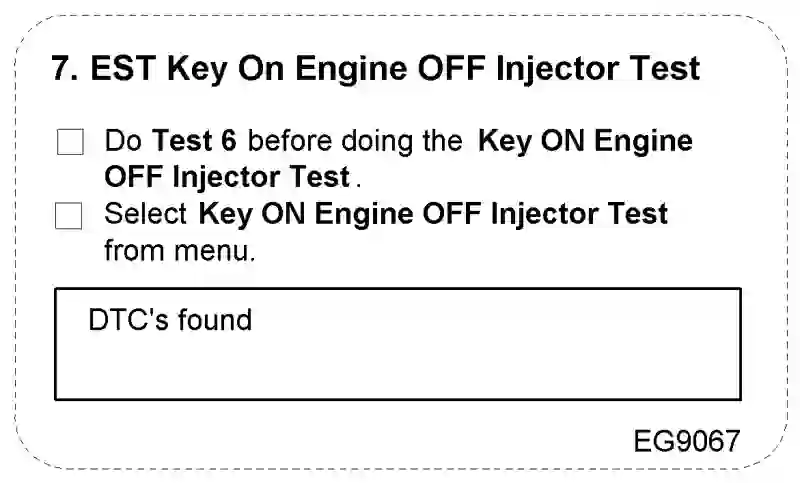 7. EST Key On Engine OFF Injector Test
Do Test 6 before doing the Key ON Engine
OFF Injector Test.
Select Key ON Engine OFF Injector Test
from menu.
DTC's found
EG9067